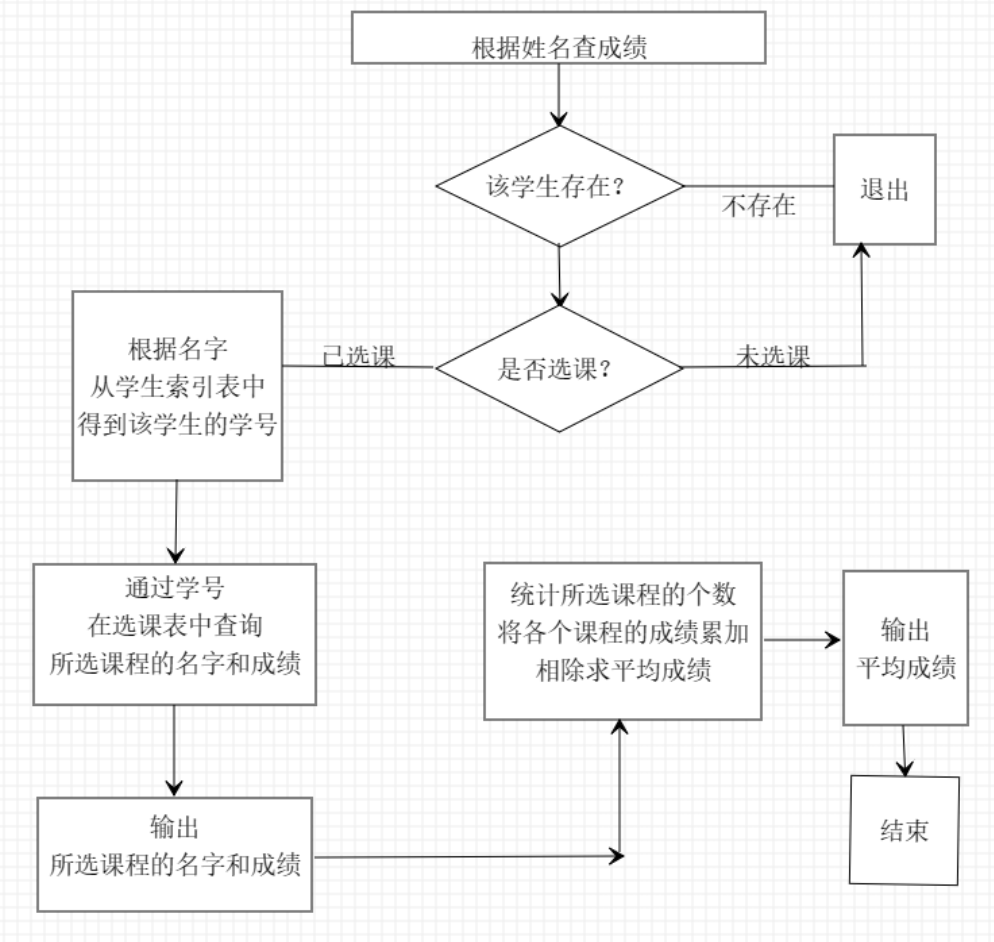 根据姓名查成绩
该学生存在？
不存在
退出
是否选课？
已选课
未选课
根据名字
从学生索引表中
得到该学生的学号
通过学号
在选课表中查询
所选课程的名字和成绩
输出
所选课程的名字和成绩
统计所选课程的个数
将各个课程的成绩累加
相除求平均成绩
输出
平均成绩
结束